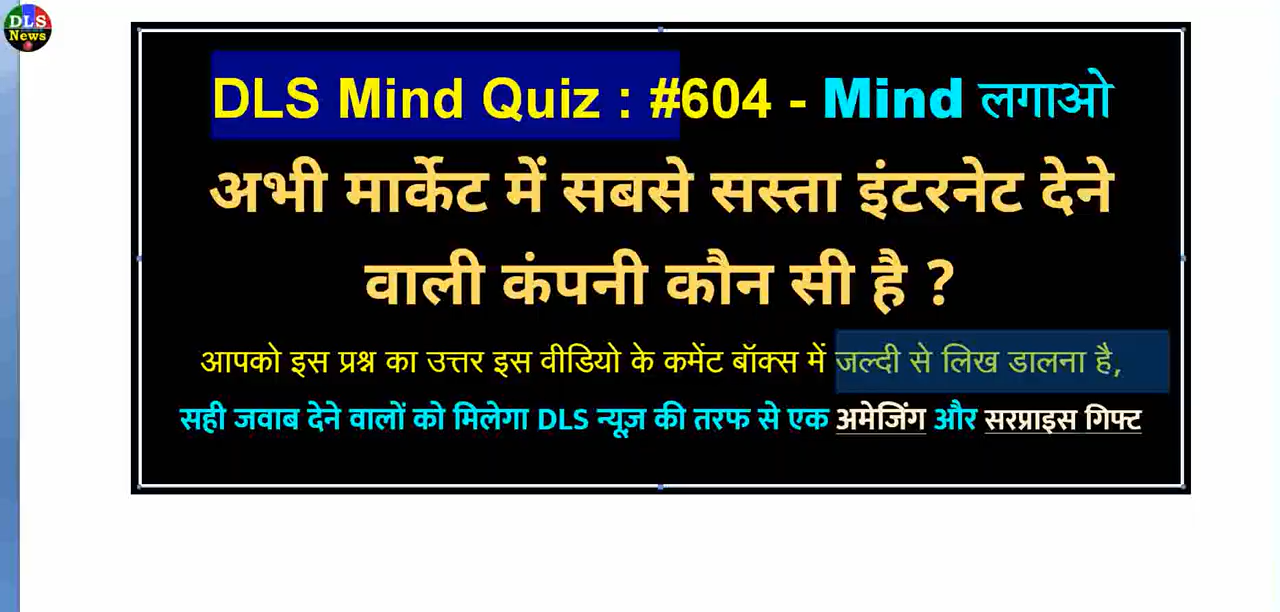 DLS
News
DLS Mind Quiz : #604 - Mind लगाओ
अभी मार्केट में सबसे सस्ता इंटरनेट देने
वाली कंपनी कौन सी है ?
आपको इस प्रश्न का उत्तर इस वीडियो के कमेंट बॉक्स में जल्दी से लिख डालना है,
सही जवाब देने वालों को मिलेगा DLS न्यूज़ की तरफ से एक अमेजिंग और सरप्राइस गिफ्ट